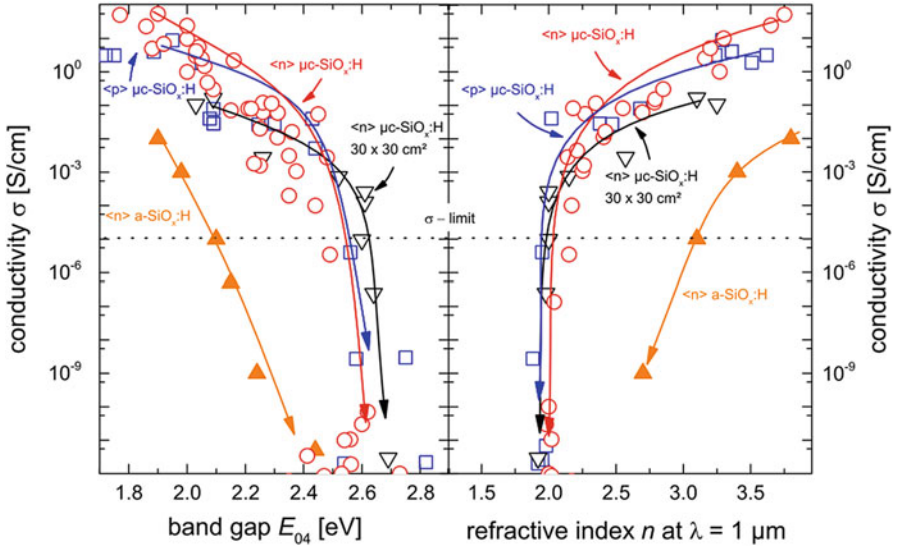 <n> µc-SiOₓ:H
<p> µc-SiOₓ:H
<n> µc-SiOₓ:H
30 x 30 cm²
<n> a-SiOₓ:H
σ – limit
<n> µc-SiOₓ:H
<p> µc-SiOₓ:H
<n> µc-SiOₓ:H
30 x 30 cm²
<n> a-SiOₓ:H
conductivity σ [S/cm]
10⁰
10⁻³
10⁻⁶
10⁻⁹
1.8 2.0 2.2 2.4 2.6 2.8
band gap E₀₄ [eV]
1.5 2.0 2.5 3.0 3.5
refractive index n at λ = 1 µm
10⁰
10⁻³
10⁻⁶
10⁻⁹
conductivity σ [S/cm]